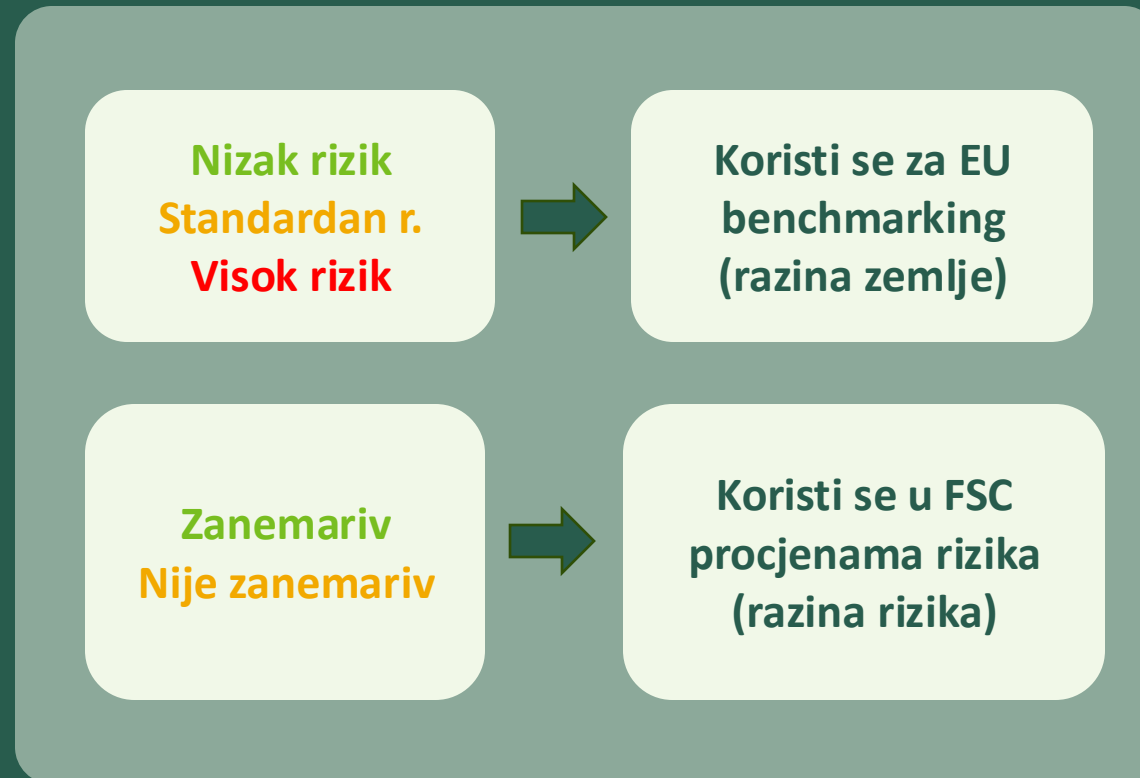 Nizak rizik
Standardan r.
Visok rizik
Koristi se za EU
benchmarking
(razina zemlje)
Zanemariv
Nije zanemariv
Koristi se u FSC
procjenama rizika
(razina rizika)